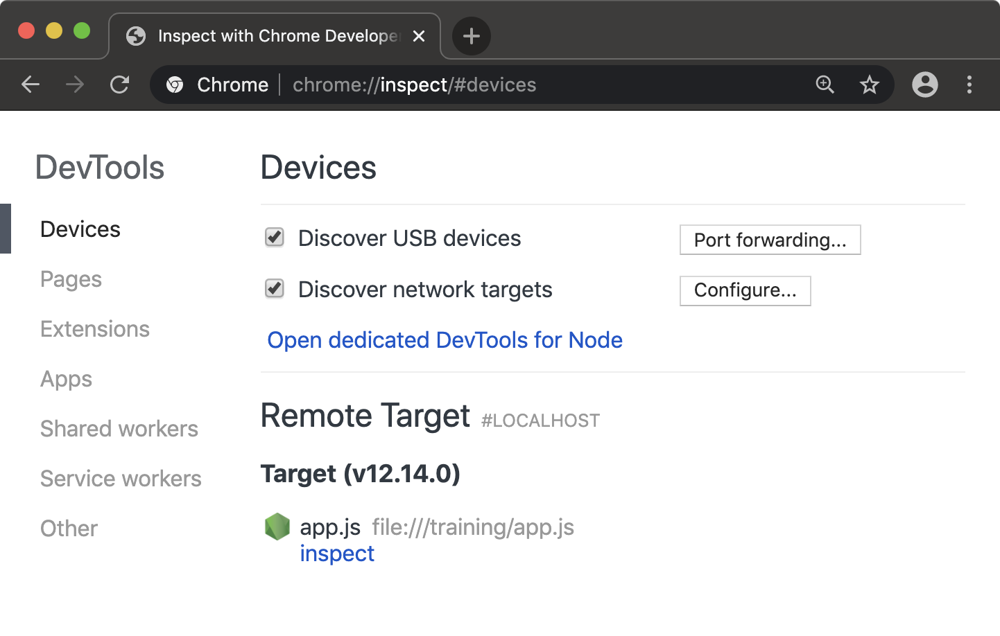 Inspect with Chrome Develope
Chrome | chrome://inspect/#devices
DevTools
Devices
Pages
Extensions
Apps
Shared workers
Service workers
Other
Devices
Discover USB devices
Port forwarding...
Discover network targets
Configure...
Open dedicated DevTools for Node
Remote Target #LOCALHOST
Target (v12.14.0)
app.js file:///training/app.js
inspect